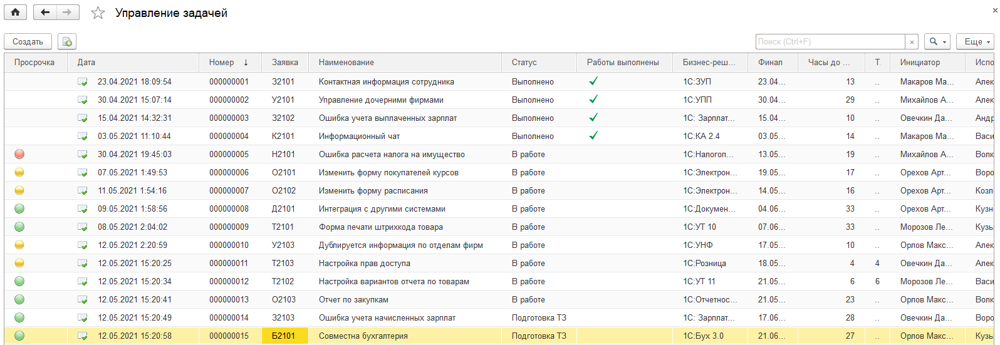 Управление задачей
Создать Поиск (Ctrl+F) × Еще
Просрочка Дата Номер ↓ Заявка Наименование Статус Работы выполнены Бизнес-реш... Финал Часы до ... Т. Инициатор Испо
23.04.2021 18:09:54 000000001 З2101 Контактная информация сотрудника Выполнено 1С:ЗУП 23.04... 13 .. Макаров Ма... Алек
30.04.2021 15:07:14 000000002 У2101 Управление дочерними фирмами Выполнено 1С:УПП 30.04... 29 .. Михайлов А... Алек
15.04.2021 14:32:31 000000003 З2102 Ошибка учета выплаченных зарплат Выполнено 1С: Зарплат... 15.04... 10 .. Овечкин Да... Андр
03.05.2021 11:10:44 000000004 К2101 Информационный чат Выполнено 1С:КА 2.4 03.05... 14 .. Макаров Ма... Васи
30.04.2021 19:45:03 000000005 Н2101 Ошибка расчета налога на имущество В работе 1С:Налогоп... 13.05... 19 .. Михайлов А... Волк
07.05.2021 1:49:53 000000006 О2101 Изменить форму покупателей курсов В работе 1С:Электрон... 19.05... 17 .. Орехов Арт... Воро
11.05.2021 1:54:16 000000007 О2102 Изменить форму расписания В работе 1С:Электрон... 14.05... 16 .. Орехов Арт... Козл
09.05.2021 1:58:56 000000008 Д2101 Интеграция с другими системами В работе 1С:Докумен... 04.06... 33 .. Орехов Арт... Кузн
08.05.2021 2:04:02 000000009 Т2101 Форма печати штрихкода товара В работе 1С:УТ 10 07.06... 33 .. Морозов Ле... Кузь
12.05.2021 2:20:59 000000010 У2103 Дублируется информация по отделам фирм В работе 1С:УНФ 17.05... 10 .. Орлов Макс... Алек
12.05.2021 15:20:25 000000011 Т2103 Настройка прав доступа В работе 1С:Розница 18.05... 4 4 Овечкин Да... Алек
12.05.2021 15:20:34 000000012 Т2102 Настройка вариантов отчета по товарам В работе 1С:УТ 11 21.05... 6 6 Морозов Ле... Васи
12.05.2021 15:20:41 000000013 О2103 Отчет по закупкам В работе 1С:Отчетнос... 21.05... 23 .. Орлов Макс... Волк
12.05.2021 15:20:49 000000014 З2103 Ошибка учета начисленных зарплат Подготовка ТЗ 1С: Зарплат... 17.06... 28 .. Овечкин Да... Воро
12.05.2021 15:20:58 000000015 Б2101 Совместна бухгалтерия Подготовка ТЗ 1С:Бух 3.0 21.06... 27 .. Орлов Макс... Кузь